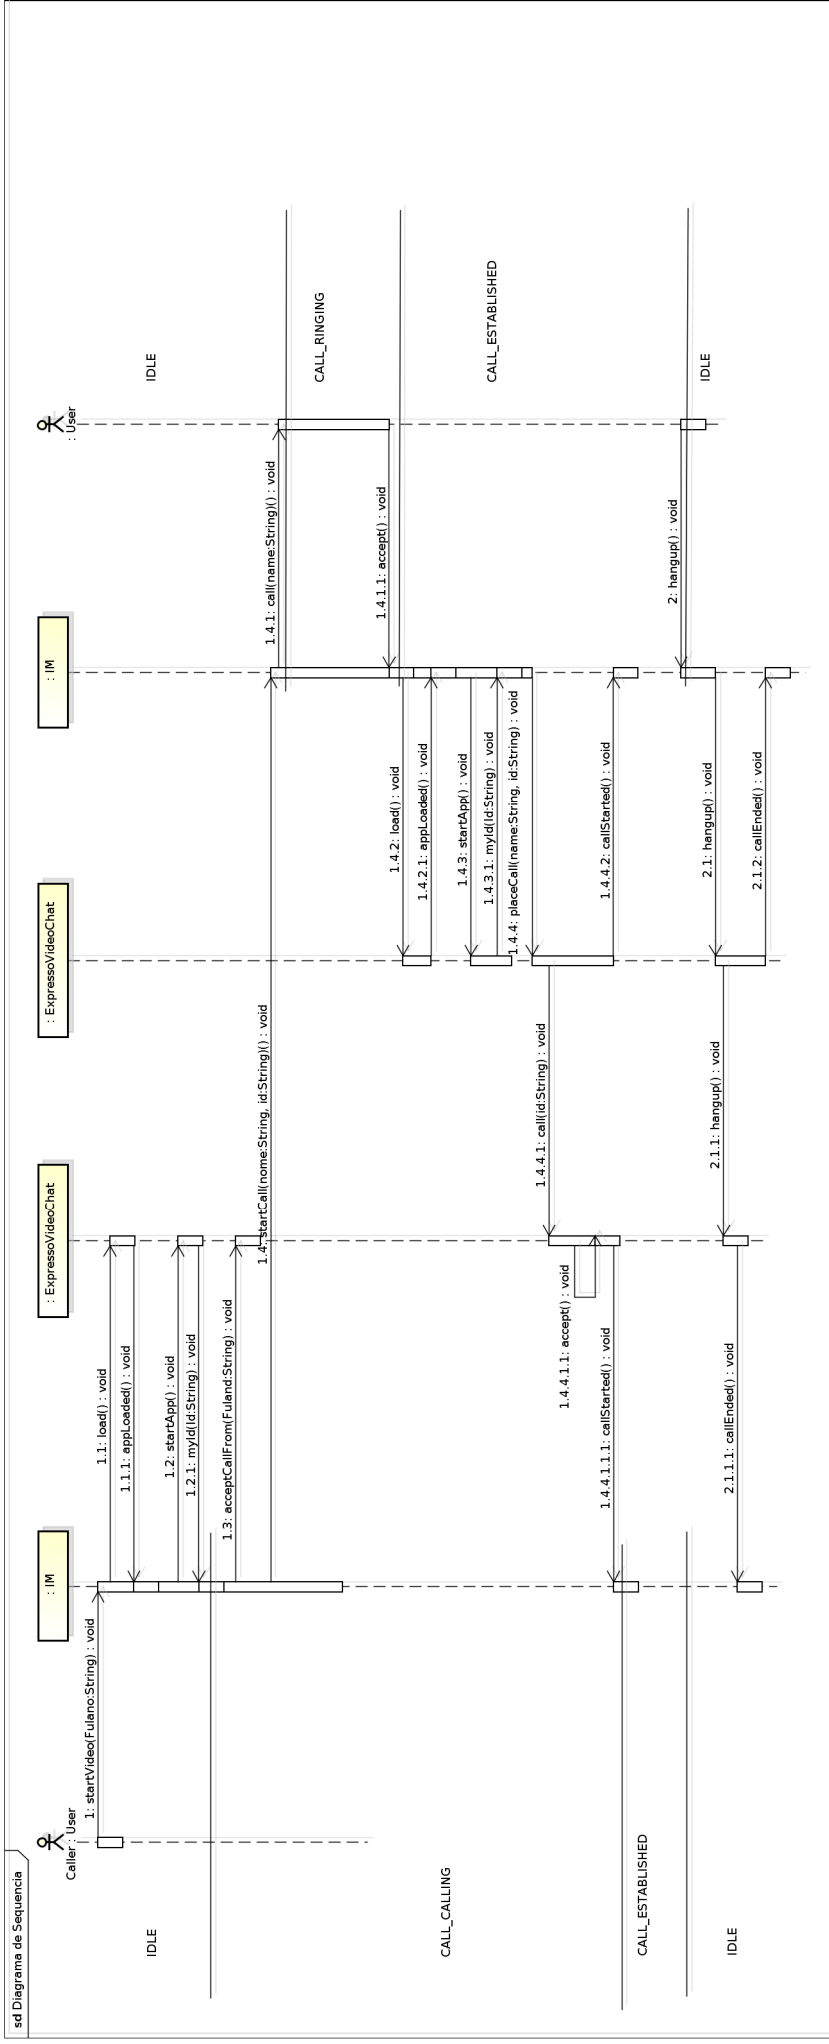 sd Diagrama de Sequencia
Caller : User
: IM
: ExpressoVideoChat
: ExpressoVideoChat
: IM
: User
IDLE
IDLE
1: startVideo(Fulano:String) : void
1.1: load() : void
1.1.1: appLoaded() : void
1.2: startApp() : void
1.2.1: myId(Id:String) : void
1.3: acceptCallFrom(Fuland:String) : void
1.4: startCall(nome:String, id:String)() : void
1.4.1: call(name:String)() : void
CALL_RINGING
1.4.1.1: accept() : void
1.4.2: load() : void
1.4.2.1: appLoaded() : void
CALL_CALLING
1.4.3: startApp() : void
1.4.3.1: myId(Id:String) : void
CALL_ESTABLISHED
1.4.4: placeCall(name:String, id:String) : void
1.4.4.1: call(id:String) : void
1.4.4.1.1: accept() : void
1.4.4.1.1.1: callStarted() : void
1.4.4.2: callStarted() : void
CALL_ESTABLISHED
2: hangup() : void
IDLE
2.1: hangup() : void
2.1.1: hangup() : void
2.1.1.1: callEnded() : void
IDLE
2.1.2: callEnded() : void